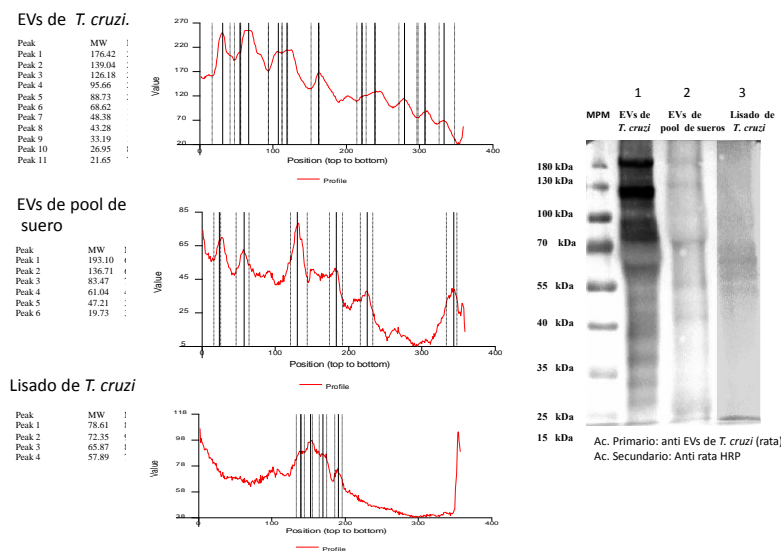 EVs de T. cruzi.
Peak MW
Peak 1 176.42
Peak 2 139.04
Peak 3 126.18
Peak 4 95.66
Peak 5 88.73
Peak 6 68.62
Peak 7 48.38
Peak 8 43.28
Peak 9 33.19
Peak 10 26.95
Peak 11 21.65
270
220
170
120
70
20
Value
0 100 200 300 400
Position (top to bottom)
Profile
EVs de pool de
suero
Peak MW
Peak 1 193.10
Peak 2 136.71
Peak 3 83.47
Peak 4 61.04
Peak 5 47.21
Peak 6 19.73
85
65
45
25
5
Value
0 100 200 300 400
Position (top to bottom)
Profile
Lisado de T. cruzi
Peak MW
Peak 1 78.61
Peak 2 72.35
Peak 3 65.87
Peak 4 57.89
118
98
78
58
38
Value
0 100 200 300 400
Position (top to bottom)
Profile
1 2 3
MPM EVs de EVs de Lisado de
T. cruzi pool de sueros T. cruzi
180 kDa
130 kDa
100 kDa
70 kDa
55 kDa
40 kDa
35 kDa
25 kDa
15 kDa
Ac. Primario: anti EVs de T. cruzi (rata)
Ac. Secundario: Anti rata HRP